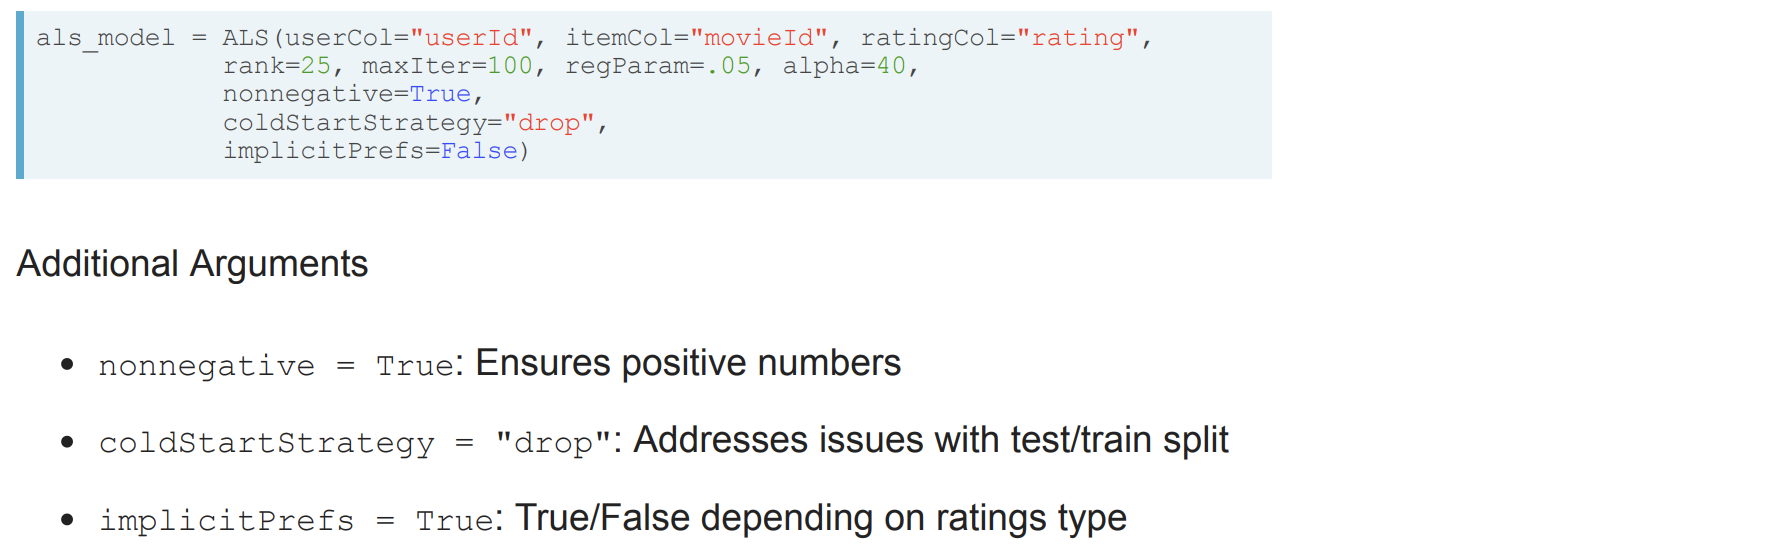 als_model = ALS(userCol="userId", itemCol="movieId", ratingCol="rating",
            rank=25, maxIter=100, regParam=.05, alpha=40,
            nonnegative=True,
            coldStartStrategy="drop",
            implicitPrefs=False)
Additional Arguments
• nonnegative = True: Ensures positive numbers
• coldStartStrategy = "drop": Addresses issues with test/train split
• implicitPrefs = True: True/False depending on ratings type